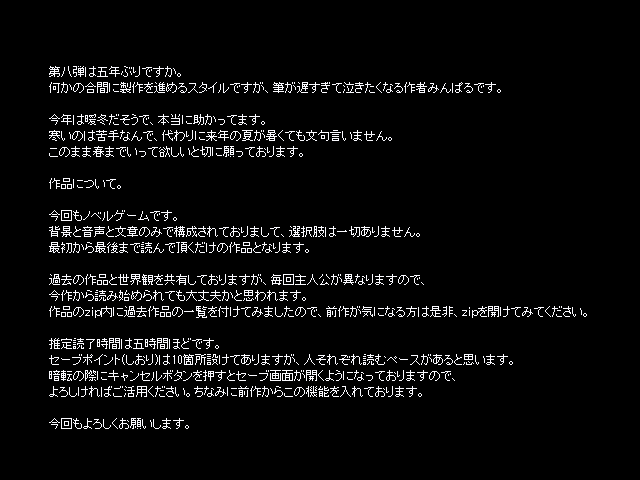 第八弾は五年ぶりですか。
何かの合間に製作を進めるスタイルですが、筆が遅すぎて泣きたくなる作者みんぱるです。
今年は暖冬だそうで、本当に助かってます。
寒いのは苦手なんで、代わりに来年の夏が暑くても文句言いません。
このまま春までいって欲しいと切に願っております。
作品について。
今回もノベルゲームです。
背景と音声と文章のみで構成されておりまして、選択肢は一切ありません。
最初から最後まで読んで頂くだけの作品となります。
過去の作品と世界観を共有しておりますが、毎回主人公が異なりますので、
今作から読み始められても大丈夫かと思われます。
作品のzip内に過去作品の一覧を付けてみましたので、前作が気になる方は是非、zipを開けてみてください。
推定読了時間は五時間ほどです。
セーブポイント(しおり)は10箇所設けてありますが、人それぞれ読むペースがあると思います。
暗転の際にキャンセルボタンを押すとセーブ画面が開くようになっておりますので、
よろしければご活用ください。ちなみに前作からこの機能を入れております。
今回もよろしくお願いします。